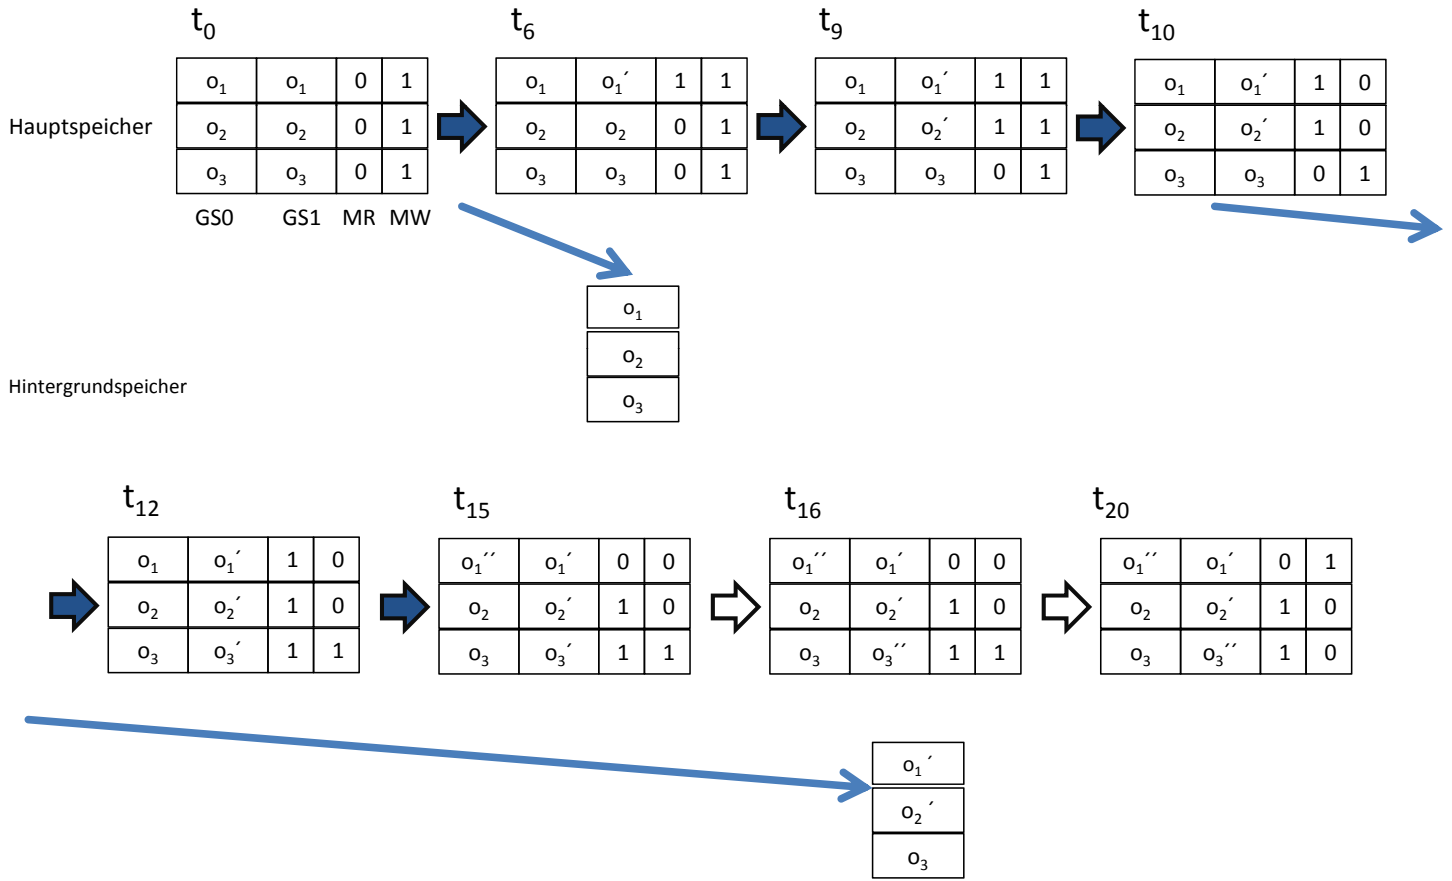 t0 t6 t9 t10
Hauptspeicher
o1 o1 0 1
o2 o2 0 1
o3 o3 0 1
GS0 GS1 MR MW
o1 o1´ 1 1
o2 o2 0 1
o3 o3 0 1
o1 o1´ 1 1
o2 o2´ 1 1
o3 o3 0 1
o1 o1´ 1 0
o2 o2´ 1 0
o3 o3 0 1
o1
o2
o3
Hintergrundspeicher
t12 t15 t16 t20
o1 o1´ 1 0
o2 o2´ 1 0
o3 o3´ 1 1
o1´´ o1´ 0 0
o2 o2´ 1 0
o3 o3´ 1 1
o1´´ o1´ 0 0
o2 o2´ 1 0
o3 o3´´ 1 1
o1´´ o1´ 0 1
o2 o2´ 1 0
o3 o3´´ 1 0
o1´
o2´
o3